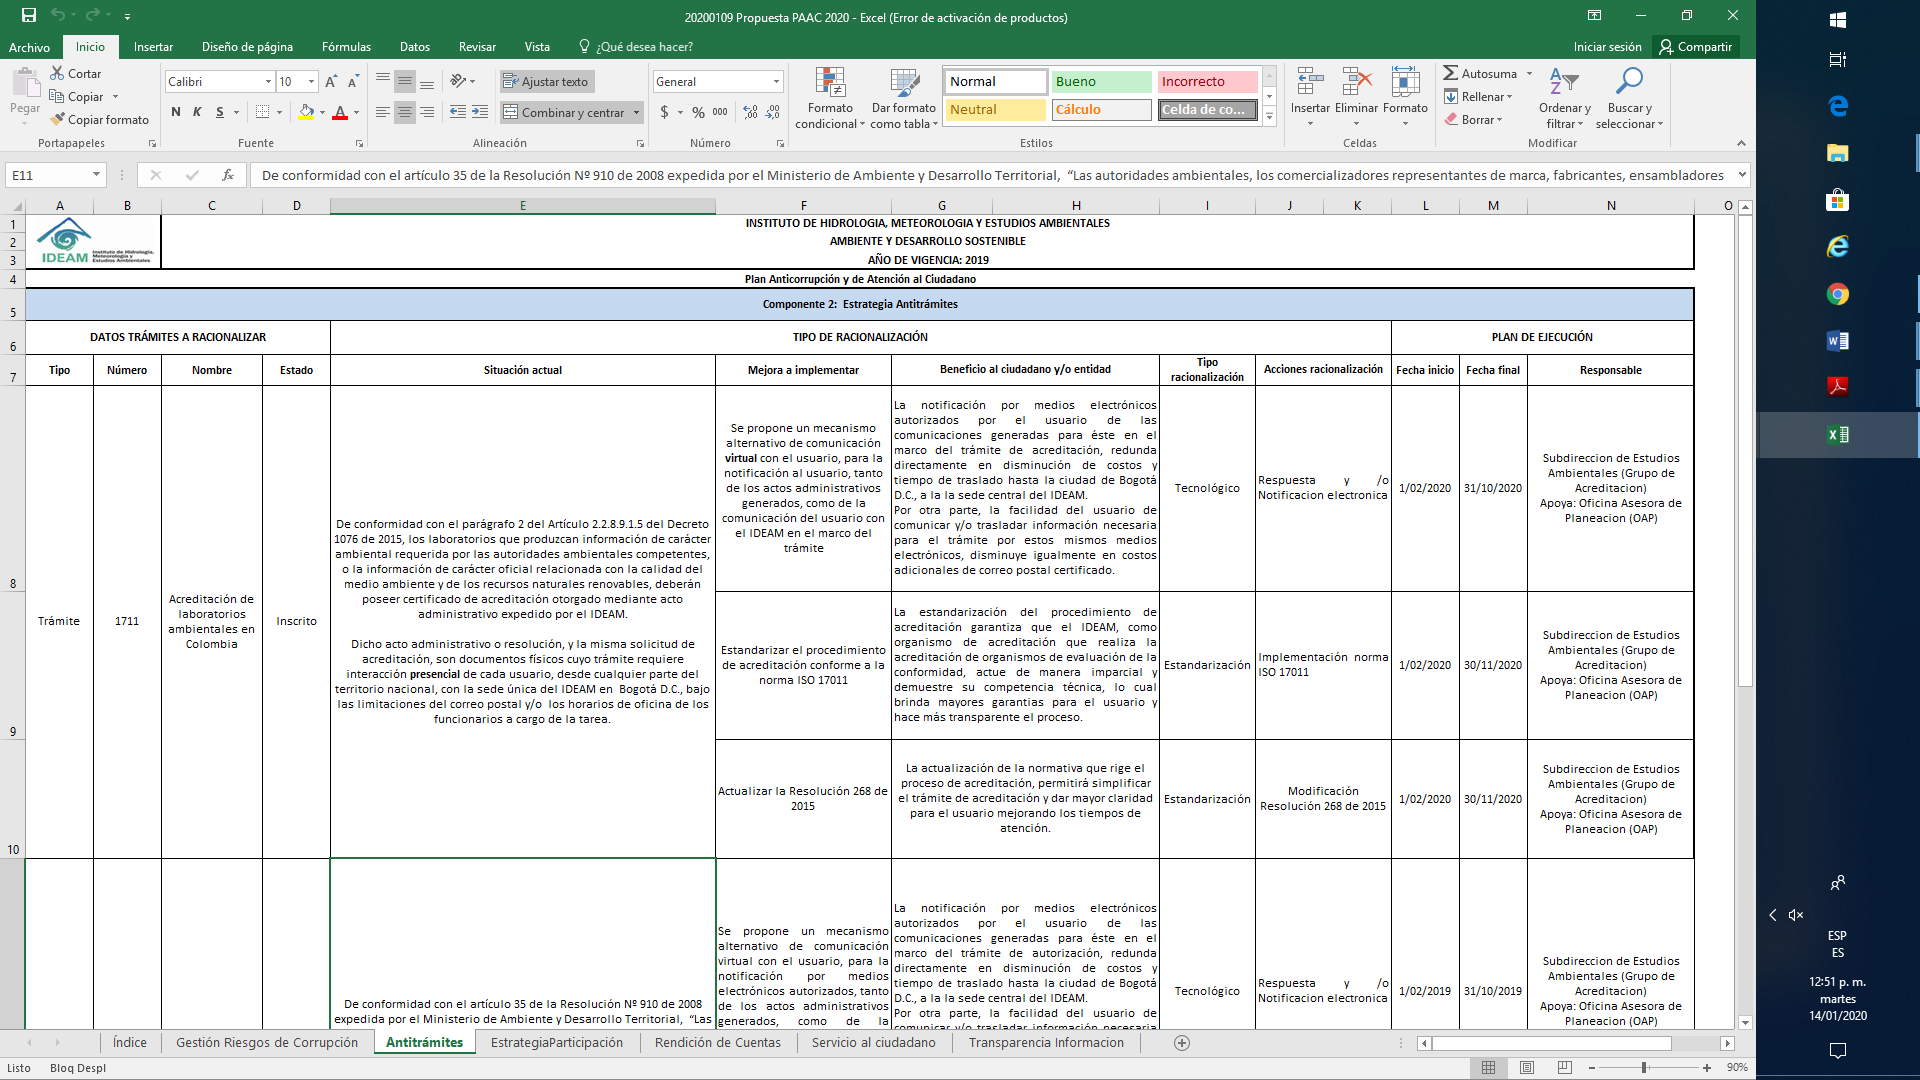 20200109 Propuesta PAAC 2020 - Excel (Error de activación de productos)
Archivo
Inicio
Insertar
Diseño de página
Fórmulas
Datos
Revisar
Vista
¿Qué desea hacer?
Iniciar sesión
Compartir
Pegar
Cortar
Copiar
Copiar formato
Portapapeles
Calibri
10
N K S
Fuente
Ajustar texto
Combinar y centrar
Alineación
General
$ % 000
Número
Formato condicional
Dar formato como tabla
Normal
Bueno
Incorrecto
Neutral
Cálculo
Celda de co...
Estilos
Insertar
Eliminar
Formato
Celdas
Autosuma
Rellenar
Borrar
Ordenar y filtrar
Buscar y seleccionar
Modificar
E11
fx
De conformidad con el artículo 35 de la Resolución Nº 910 de 2008 expedida por el Ministerio de Ambiente y Desarrollo Territorial, “Las autoridades ambientales, los comercializadores representantes de marca, fabricantes, ensambladores
A B C D E F G H I J K L M N O
1
2
3
4
5
6
7
8
9
10
IDEAM
Instituto de Hidrología,
Meteorología y
Estudios Ambientales
INSTITUTO DE HIDROLOGIA, METEOROLOGIA Y ESTUDIOS AMBIENTALES
AMBIENTE Y DESARROLLO SOSTENIBLE
AÑO DE VIGENCIA: 2019
Plan Anticorrupción y de Atención al Ciudadano
Componente 2: Estrategia Antitrámites
DATOS TRÁMITES A RACIONALIZAR
TIPO DE RACIONALIZACIÓN
PLAN DE EJECUCIÓN
Tipo
Número
Nombre
Estado
Situación actual
Mejora a implementar
Beneficio al ciudadano y/o entidad
Tipo
racionalización
Acciones racionalización
Fecha inicio
Fecha final
Responsable
Trámite
1711
Acreditación de
laboratorios
ambientales en
Colombia
Inscrito
De conformidad con el parágrafo 2 del Artículo 2.2.8.9.1.5 del Decreto
1076 de 2015, los laboratorios que produzcan información de carácter
ambiental requerida por las autoridades ambientales competentes,
o la información de carácter oficial relacionada con la calidad del
medio ambiente y de los recursos naturales renovables, deberán
poseer certificado de acreditación otorgado mediante acto
administrativo expedido por el IDEAM.
Dicho acto administrativo o resolución, y la misma solicitud de
acreditación, son documentos físicos cuyo trámite requiere
interacción presencial de cada usuario, desde cualquier parte del
territorio nacional, con la sede única del IDEAM en Bogotá D.C., bajo
las limitaciones del correo postal y/o los horarios de oficina de los
funcionarios a cargo de la tarea.
Se propone un mecanismo
alternativo de comunicación
virtual con el usuario, para la
notificación al usuario, tanto
de los actos administrativos
generados, como de la
comunicación del usuario con
el IDEAM en el marco del
trámite
La notificación por medios electrónicos
autorizados por el usuario de las
comunicaciones generadas para éste en el
marco del trámite de acreditación, redunda
directamente en disminución de costos y
tiempo de traslado hasta la ciudad de Bogotá
D.C., a la la sede central del IDEAM.
Por otra parte, la facilidad del usuario de
comunicar y/o trasladar información necesaria
para el trámite por estos mismos medios
electrónicos, disminuye igualmente en costos
adicionales de correo postal certificado.
Tecnológico
Respuesta y /o
Notificacion electronica
1/02/2020
31/10/2020
Subdireccion de Estudios
Ambientales (Grupo de
Acreditacion)
Apoya: Oficina Asesora de
Planeacion (OAP)
Estandarizar el procedimiento
de acreditación conforme a la
norma ISO 17011
La estandarización del procedimiento de
acreditación garantiza que el IDEAM, como
organismo de acreditación que realiza la
acreditación de organismos de evaluación de la
conformidad, actue de manera imparcial y
demuestre su competencia técnica, lo cual
brinda mayores garantias para el usuario y
hace más transparente el proceso.
Estandarización
Implementación norma
ISO 17011
1/02/2020
30/11/2020
Subdireccion de Estudios
Ambientales (Grupo de
Acreditacion)
Apoya: Oficina Asesora de
Planeacion (OAP)
Actualizar la Resolución 268 de
2015
La actualización de la normativa que rige el
proceso de acreditación, permitirá simplificar
el trámite de acreditación y dar mayor claridad
para el usuario mejorando los tiempos de
atención.
Estandarización
Modificación
Resolución 268 de 2015
1/02/2020
30/11/2020
Subdireccion de Estudios
Ambientales (Grupo de
Acreditacion)
Apoya: Oficina Asesora de
Planeacion (OAP)
De conformidad con el artículo 35 de la Resolución Nº 910 de 2008
expedida por el Ministerio de Ambiente y Desarrollo Territorial, “Las
Se propone un mecanismo
alternativo de comunicación
virtual con el usuario, para la
notificación por medios
electrónicos autorizados, tanto
de los actos administrativos
generados, como de la
La notificación por medios electrónicos
autorizados por el usuario de las
comunicaciones generadas para éste en el
marco del trámite de autorización, redunda
directamente en disminución de costos y
tiempo de traslado hasta la ciudad de Bogotá
D.C., a la la sede central del IDEAM.
Por otra parte, la facilidad del usuario de
comunicar y/o trasladar información necesaria
Tecnológico
Respuesta y /o
Notificacion electronica
1/02/2019
31/10/2019
Subdireccion de Estudios
Ambientales (Grupo de
Acreditacion)
Apoya: Oficina Asesora de
Planeacion (OAP)
Índice
Gestión Riesgos de Corrupción
Antitrámites
EstrategiaParticipación
Rendición de Cuentas
Servicio al ciudadano
Transparencia Informacion
Listo
Bloq Despl
90%
ESP
ES
12:51 p. m.
martes
14/01/2020